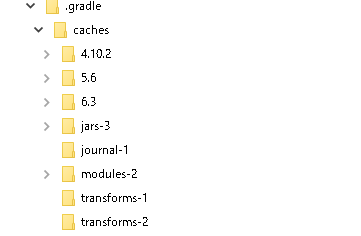 .gradle
caches
4.10.2
5.6
6.3
jars-3
journal-1
modules-2
transforms-1
transforms-2